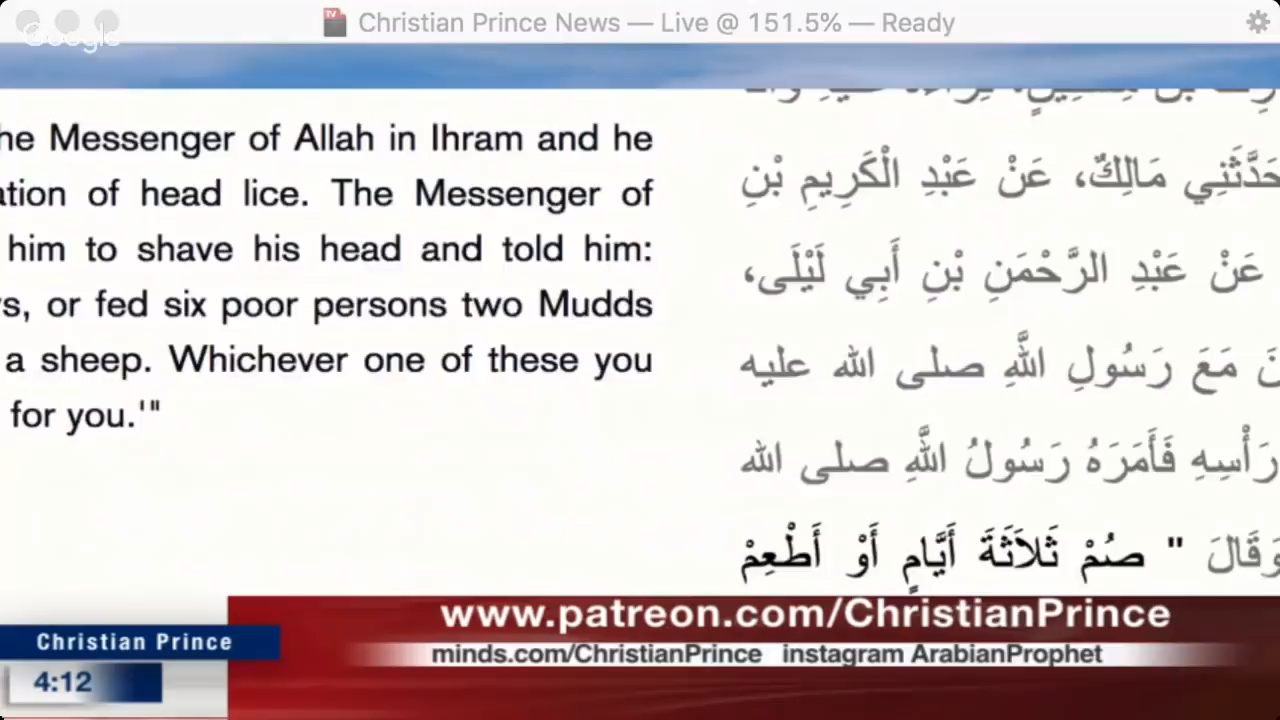 Google
Christian Prince News — Live @ 151.5% — Ready
he Messenger of Allah in Ihram and he
ation of head lice. The Messenger of
him to shave his head and told him:
s, or fed six poor persons two Mudds
a sheep. Whichever one of these you
for you.'"
حَدَّثَنِي مَالِكٌ، عَنْ عَبْدِ الْكَرِيمِ بْنِ
عَنْ عَبْدِ الرَّحْمَنِ بْنِ أَبِي لَيْلَى،
نَ مَعَ رَسُولِ اللَّهِ صلى الله عليه
رَأْسِهِ فَأَمَرَهُ رَسُولُ اللَّهِ صلى الله
وَقَالَ " صُمْ ثَلاَثَةَ أَيَّامٍ أَوْ أَطْعِمْ
www.patreon.com/ChristianPrince
minds.com/ChristianPrince instagram ArabianProphet
Christian Prince
4:12